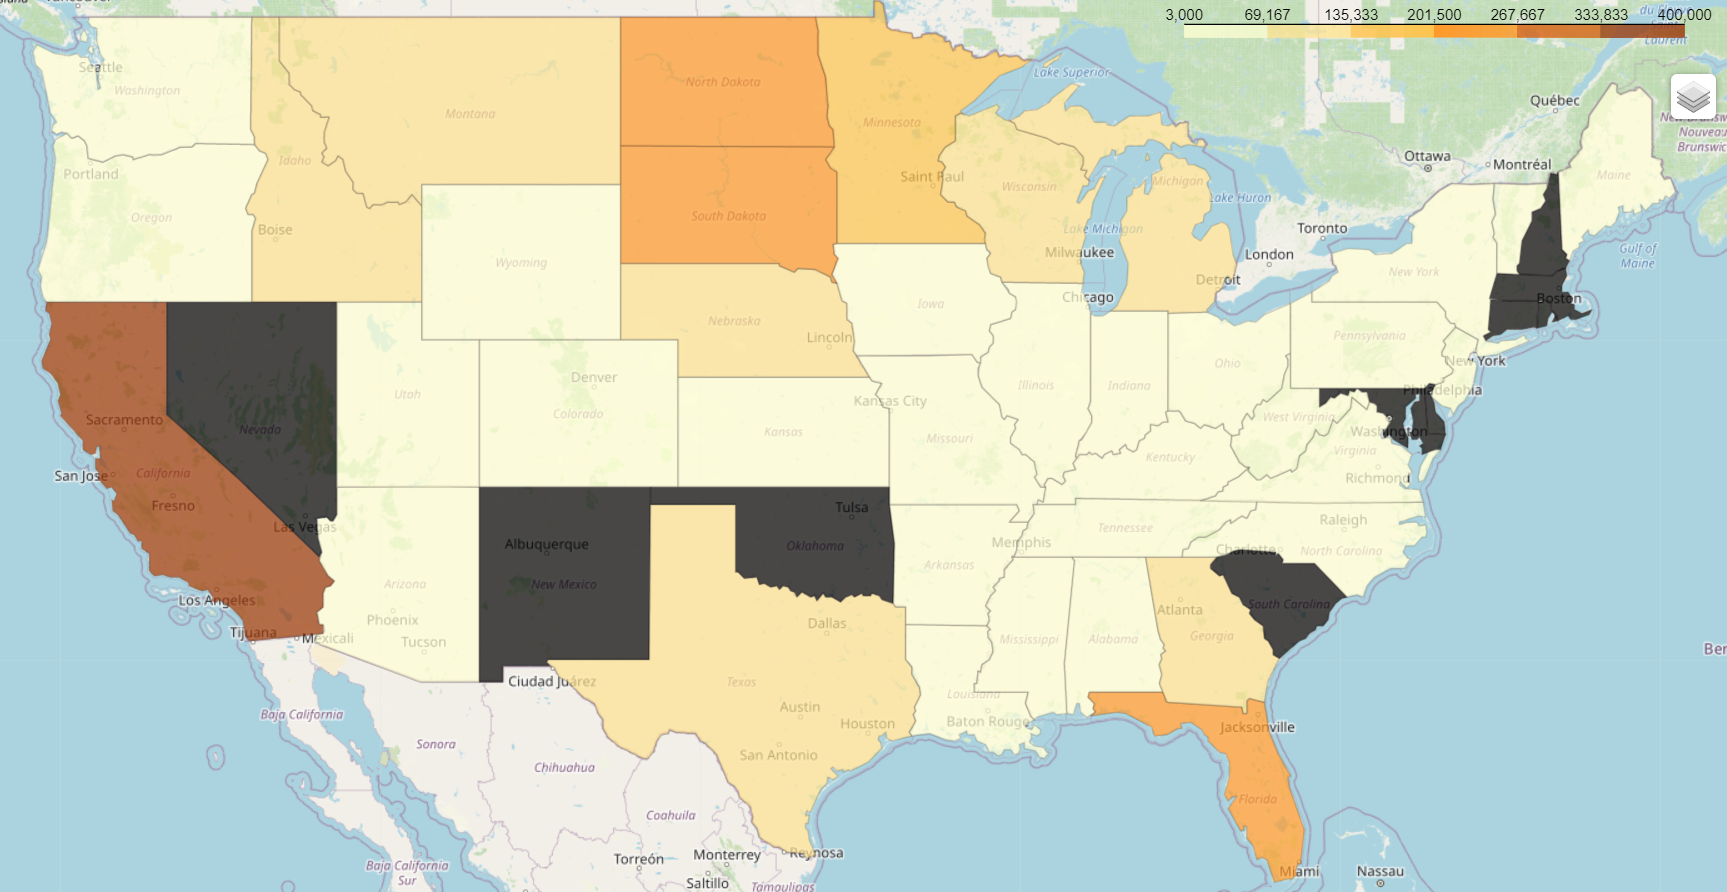 Vancouver
3,000 69,167 135,333 201,500 267,667 333,833 400,000
Laurent
Seattle
Washington
North Dakota
Lake Superior
Québec
Montana
Minnesota
Nouveau-
Brunswic
Idaho
Ottawa
Montréal
Portland
Saint Paul
Wisconsin
Michigan
Maine
Oregon
South Dakota
Lake Huron
Boise
Lake Michigan
Toronto
Gulf of
Maine
Wyoming
Milwaukee
London
New York
Detroit
Iowa
Chicago
Boston
Nebraska
Lincoln
Pennsylvania
New York
Ohio
Denver
Utah
Illinois
Indiana
Philadelphia
Colorado
Kansas City
Sacramento
West Virginia
Nevada
Kansas
Missouri
Washington
Virginia
San Jose
California
Kentucky
Richmond
Fresno
Tulsa
Las Vegas
Raleigh
Tennessee
Albuquerque
Oklahoma
Memphis
Charlotte
North Carolina
Arizona
New Mexico
Arkansas
Los Angeles
South Carolina
Phoenix
Atlanta
Dallas
Tijuana
Mexicali
Tucson
Mississippi
Alabama
Georgia
Ber
Ciudad Juárez
Texas
Louisiana
Baja California
Austin
Baton Rouge
Houston
Jacksonville
Sonora
San Antonio
Chihuahua
Florida
Coahuila
Reynosa
Monterrey
Torreón
Baja California
Sur
Miami
Nassau
Saltillo
Tamaulipas